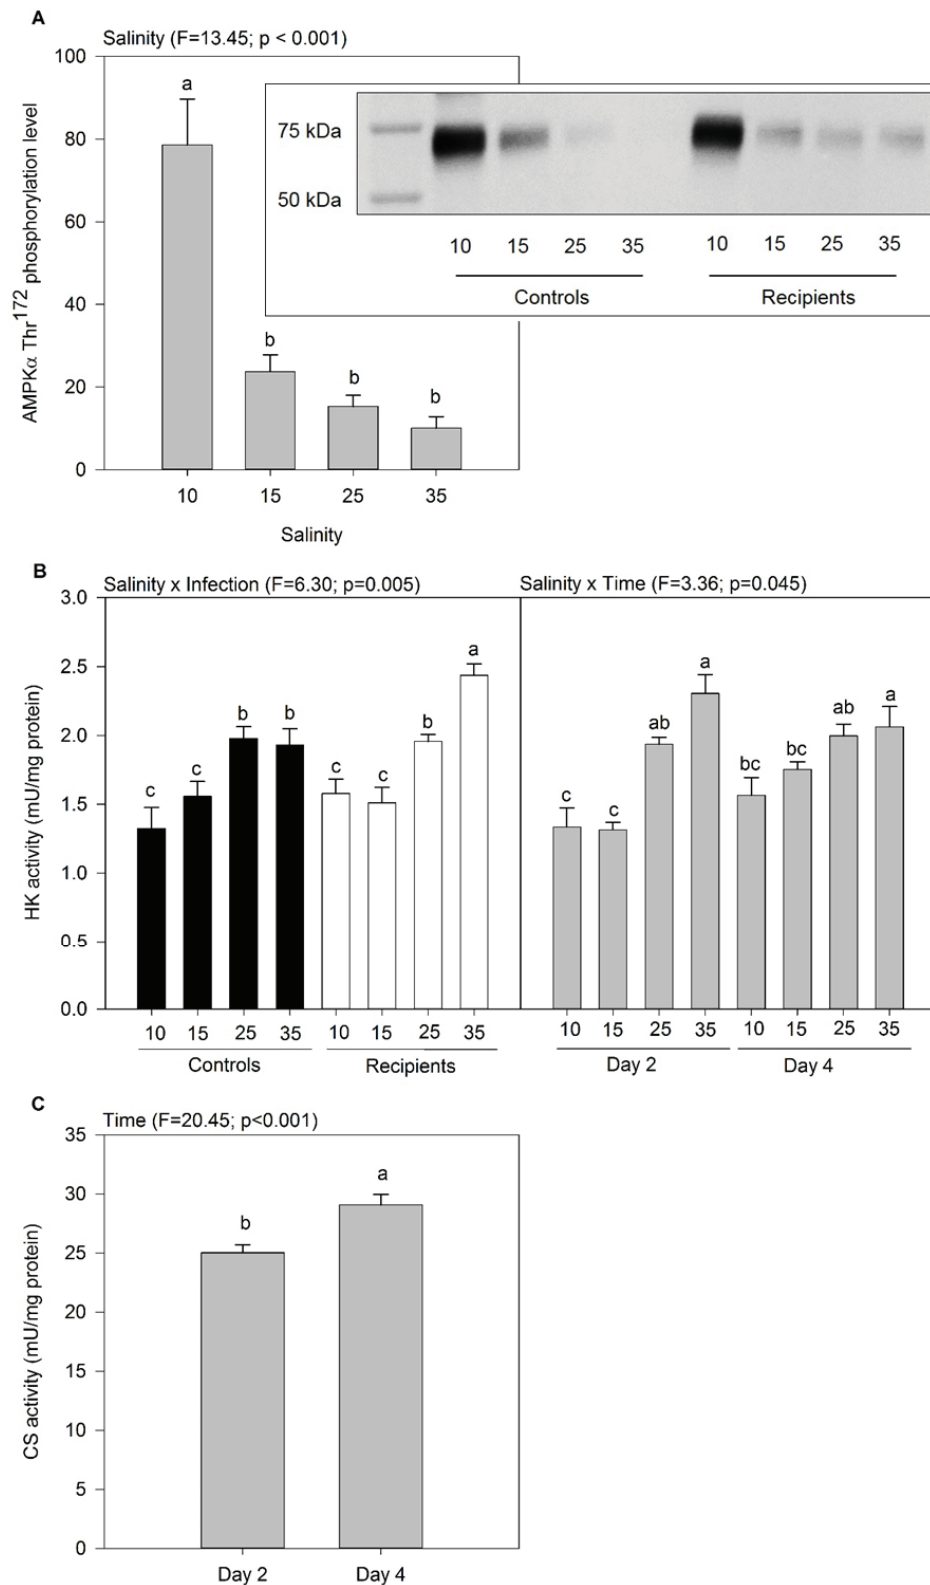 A
Salinity (F=13.45; p < 0.001)
AMPKα Thr172 phosphorylation level
100
80
60
40
20
0
a
b
b
b
10 15 25 35
Salinity
75 kDa
50 kDa
10 15 25 35 10 15 25 35
Controls Recipients
B
Salinity x Infection (F=6.30; p=0.005) Salinity x Time (F=3.36; p=0.045)
HK activity (mU/mg protein)
3.0
2.5
2.0
1.5
1.0
0.5
0.0
c c b b c c b a
c c ab a bc bc ab a
10 15 25 35 10 15 25 35 10 15 25 35 10 15 25 35
Controls Recipients Day 2 Day 4
C
Time (F=20.45; p<0.001)
CS activity (mU/mg protein)
35
30
25
20
15
10
5
0
b a
Day 2 Day 4